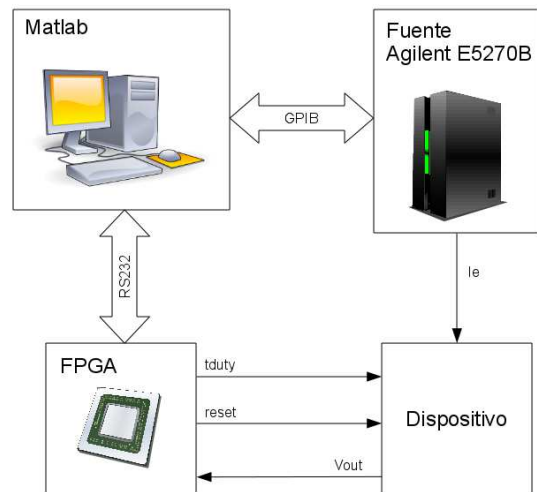 Matlab
Fuente
Agilent E5270B
GPIB
RS232
Ie
FPGA
tduty
reset
Vout
Dispositivo